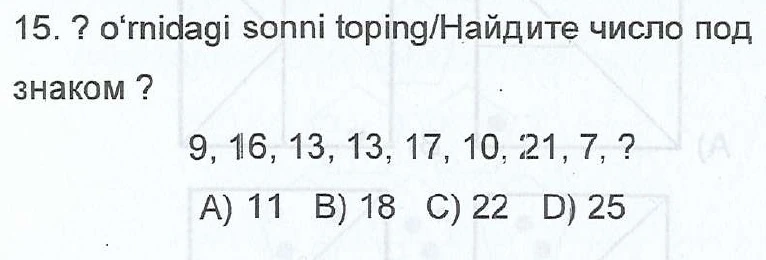 15. ? o‘rnidagi sonni toping/Найдите число под
знаком ?
9, 16, 13, 13, 17, 10, 21, 7, ?
A) 11 B) 18 C) 22 D) 25